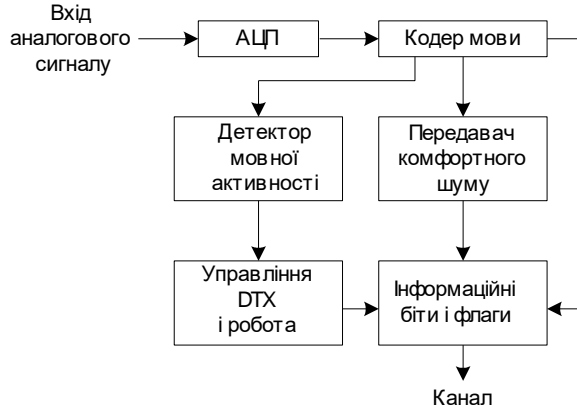 Вхід
аналогового
сигналу
АЦП
Кодер мови
Детектор
мовної
активності
Передавач
комфортного
шуму
Управління
DTX
і робота
Інформаційні
біти і флаги
Канал